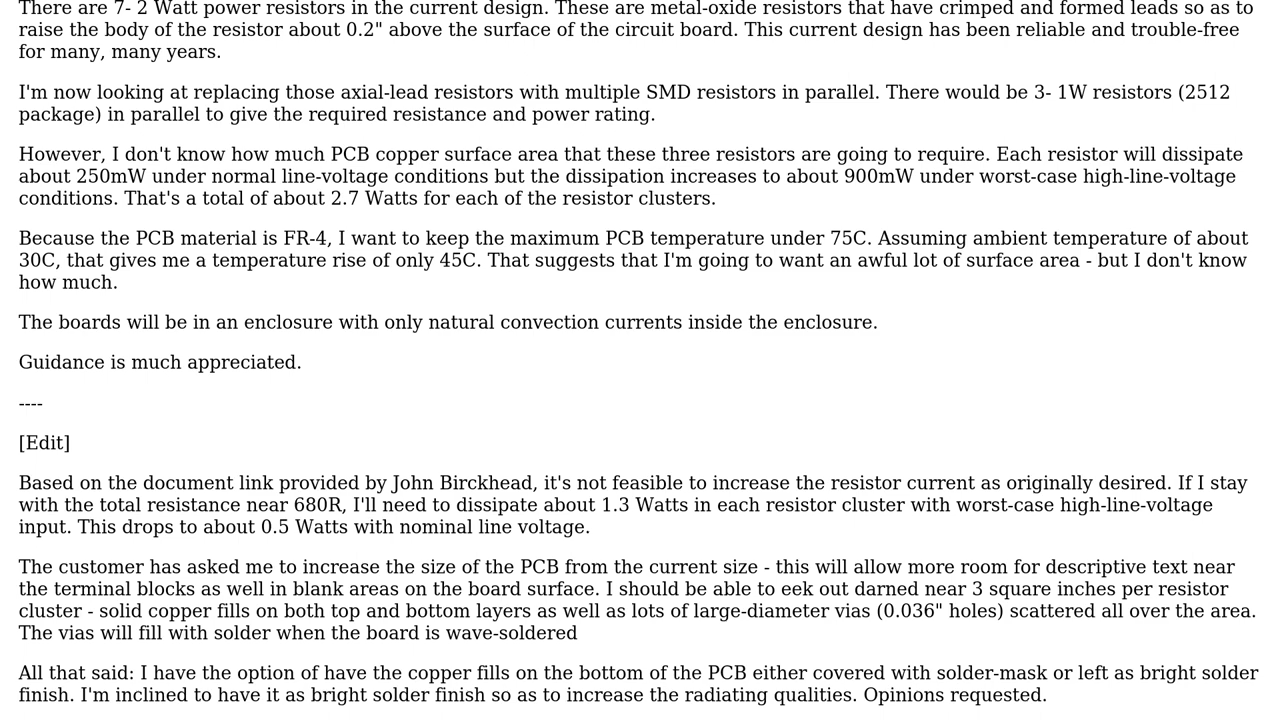 There are 7- 2 Watt power resistors in the current design. These are metal-oxide resistors that have crimped and formed leads so as to
raise the body of the resistor about 0.2" above the surface of the circuit board. This current design has been reliable and trouble-free
for many, many years.
I'm now looking at replacing those axial-lead resistors with multiple SMD resistors in parallel. There would be 3- 1W resistors (2512
package) in parallel to give the required resistance and power rating.
However, I don't know how much PCB copper surface area that these three resistors are going to require. Each resistor will dissipate
about 250mW under normal line-voltage conditions but the dissipation increases to about 900mW under worst-case high-line-voltage
conditions. That's a total of about 2.7 Watts for each of the resistor clusters.
Because the PCB material is FR-4, I want to keep the maximum PCB temperature under 75C. Assuming ambient temperature of about
30C, that gives me a temperature rise of only 45C. That suggests that I'm going to want an awful lot of surface area - but I don't know
how much.
The boards will be in an enclosure with only natural convection currents inside the enclosure.
Guidance is much appreciated.
----
[Edit]
Based on the document link provided by John Birckhead, it's not feasible to increase the resistor current as originally desired. If I stay
with the total resistance near 680R, I'll need to dissipate about 1.3 Watts in each resistor cluster with worst-case high-line-voltage
input. This drops to about 0.5 Watts with nominal line voltage.
The customer has asked me to increase the size of the PCB from the current size - this will allow more room for descriptive text near
the terminal blocks as well in blank areas on the board surface. I should be able to eek out darned near 3 square inches per resistor
cluster - solid copper fills on both top and bottom layers as well as lots of large-diameter vias (0.036" holes) scattered all over the area.
The vias will fill with solder when the board is wave-soldered
All that said: I have the option of have the copper fills on the bottom of the PCB either covered with solder-mask or left as bright solder
finish. I'm inclined to have it as bright solder finish so as to increase the radiating qualities. Opinions requested.